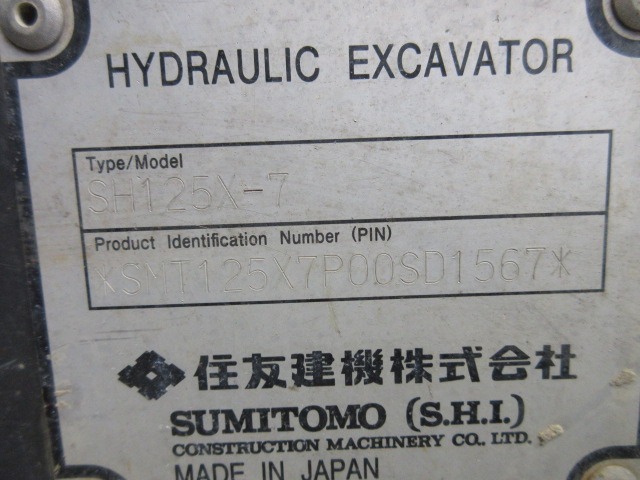 HYDRAULIC EXCAVATOR
Type/Model
SH125X-7
Product Identification Number (PIN)
*SMT125X7P00SD1567*
住友建機株式会社
SUMITOMO (S.H.I.)
CONSTRUCTION MACHINERY CO., LTD.
MADE IN JAPAN